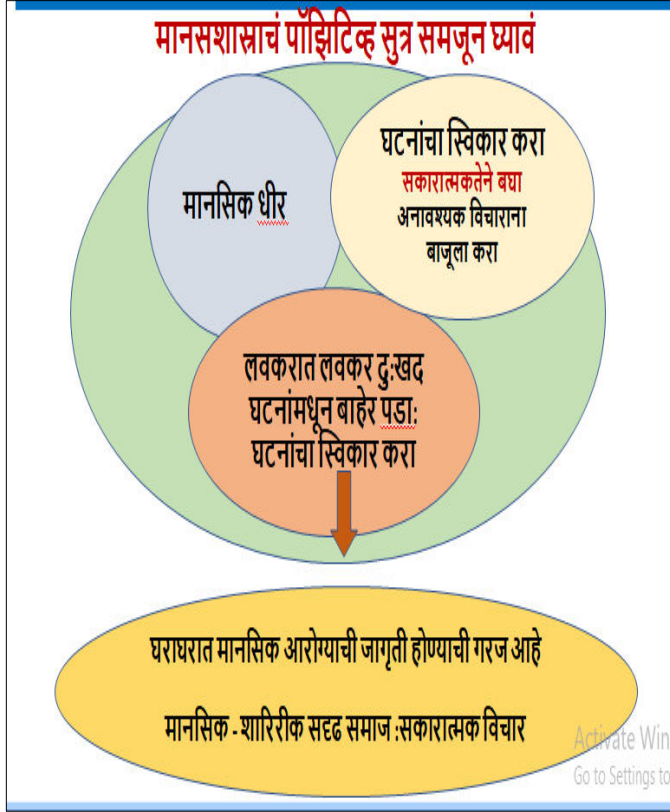 मानसशास्राचं पॉझिटिव्ह सुत्र समजून घ्यावं
मानसिक धीर
घटनांचा स्विकार करा
सकारात्मकतेने बघा
अनावश्यक विचाराना
बाजूला करा
लवकरात लवकर दुःखद
घटनांमधून बाहेर पडा:
घटनांचा स्विकार करा
घराघरात मानसिक आरोग्याची जागृती होण्याची गरज आहे
मानसिक - शारिरीक सदृढ समाज :सकारात्मक विचार
Activate Win
Go to Settings to